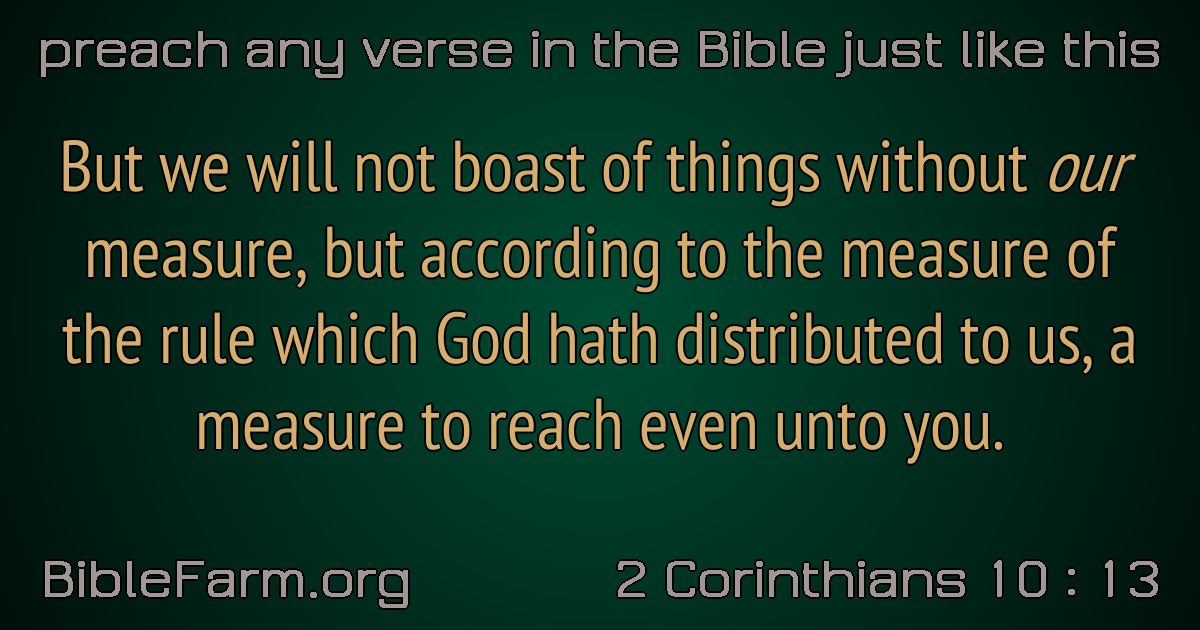 preach any verse in the Bible just like this
But we will not boast of things without our
measure, but according to the measure of
the rule which God hath distributed to us, a
measure to reach even unto you.
BibleFarm.org
2 Corinthians 10 : 13